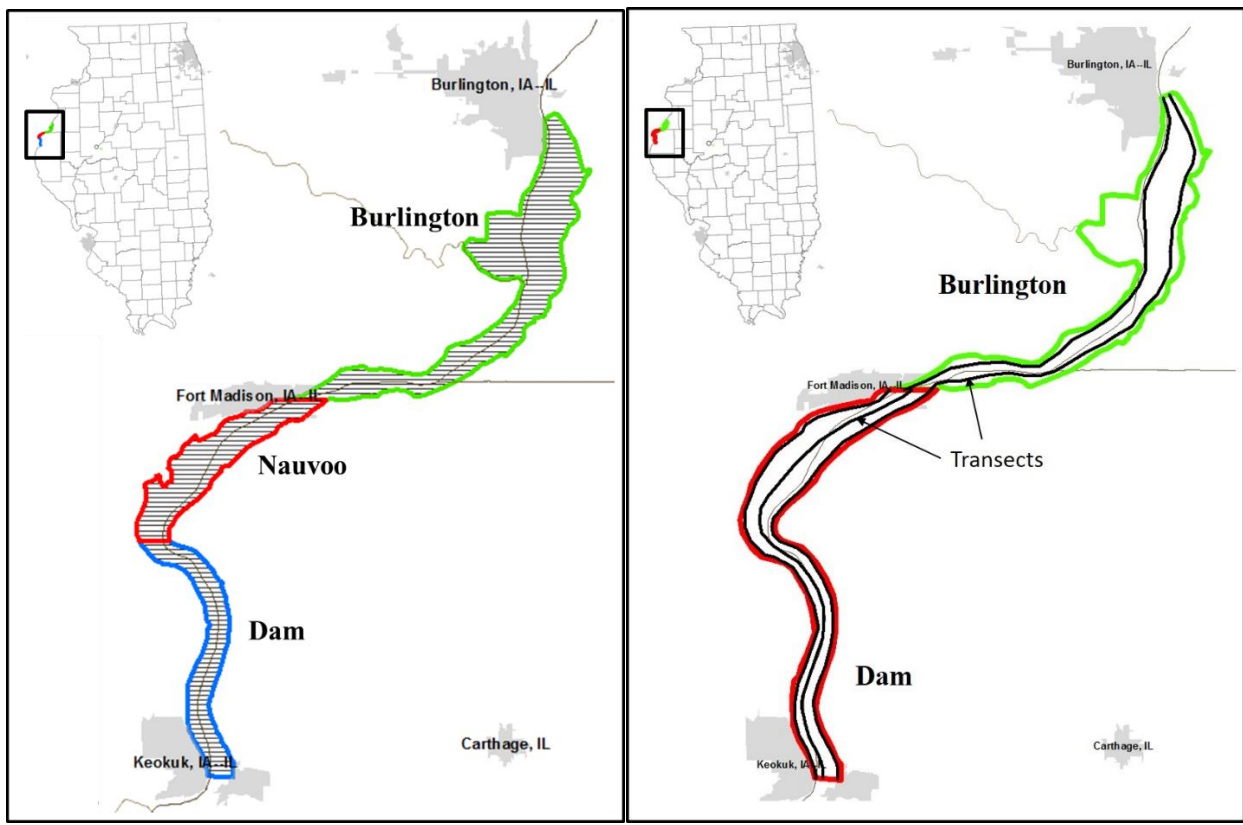 Burlington, IA--IL
Burlington
Fort Madison, IA--IL
Nauvoo
Dam
Keokuk, IA--IL
Carthage, IL
Burlington, IA--IL
Burlington
Fort Madison, IA--IL
Transects
Dam
Carthage, IL
Keokuk, IA--IL